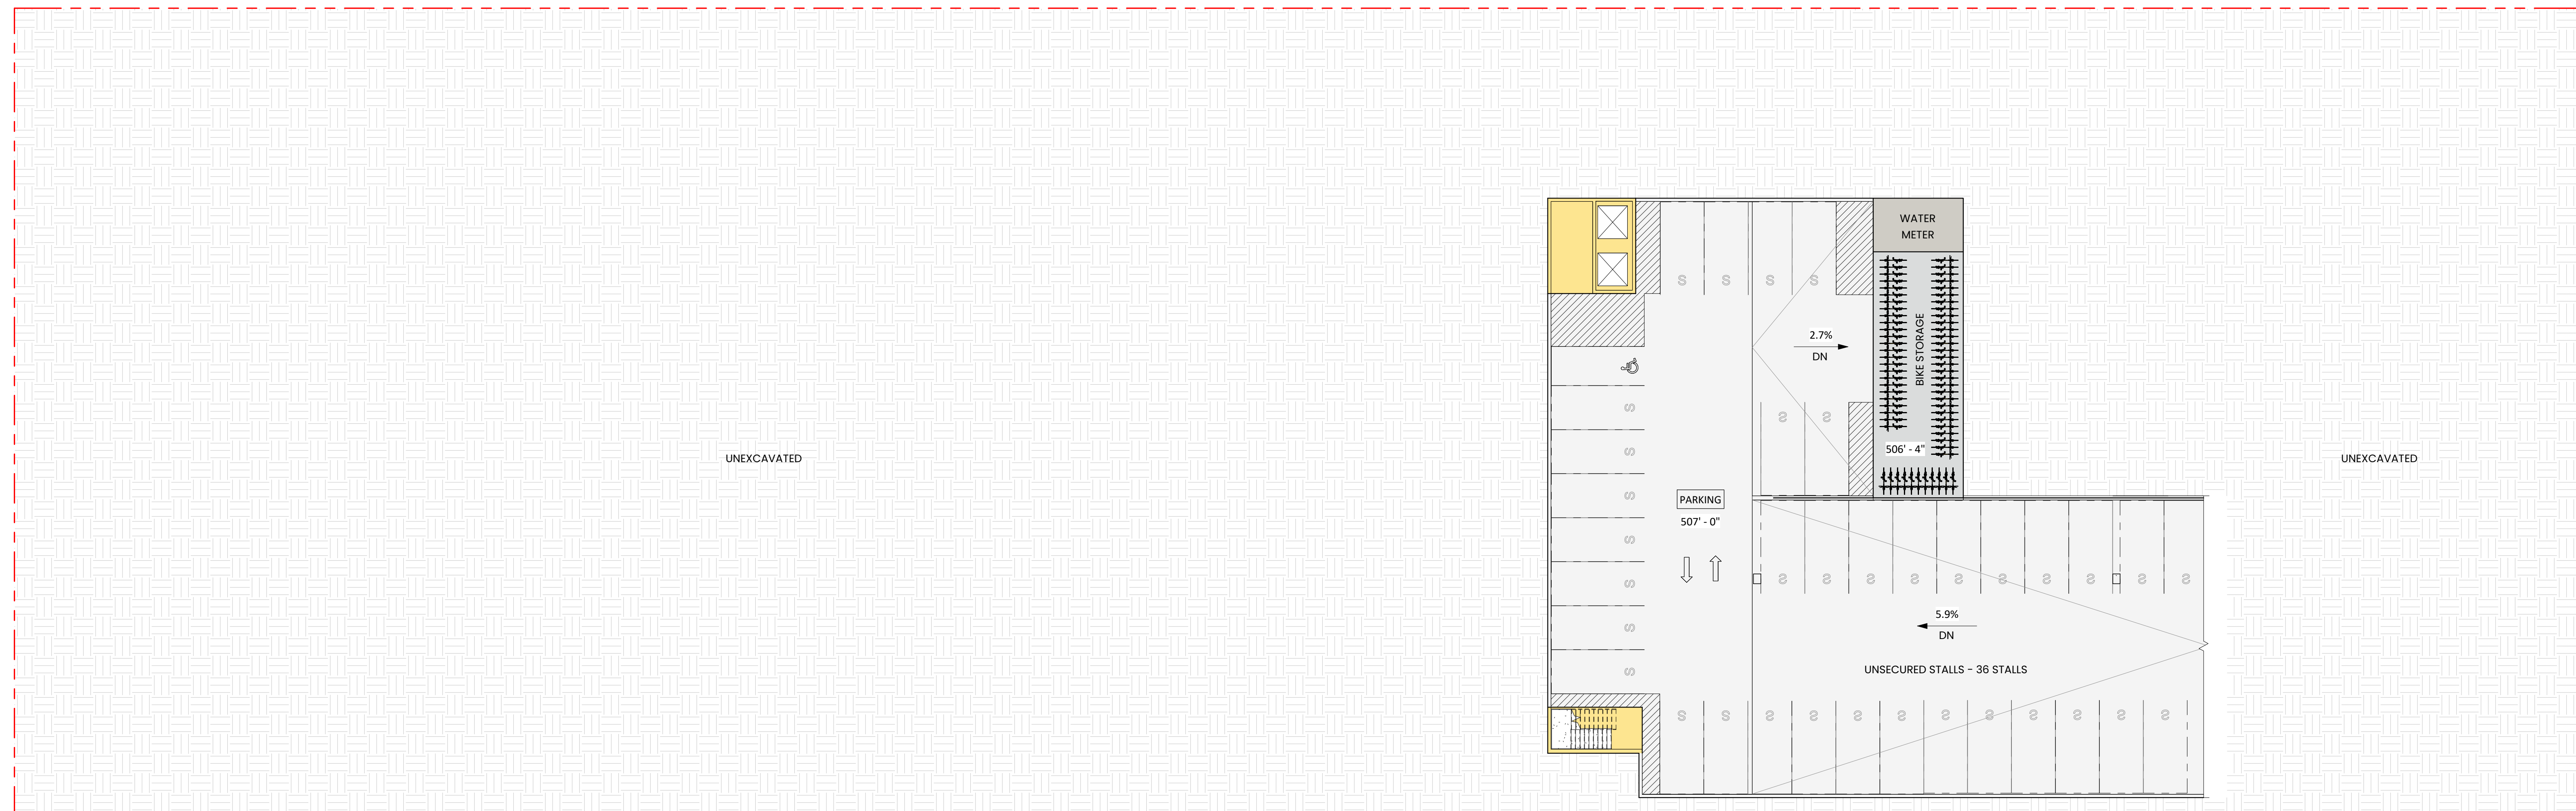 WATER
METER
S S S S
BIKE STORAGE
2.7%
DN
S
S S
S
506' - 4"
UNEXCAVATED
UNEXCAVATED
S
PARKING
507' - 0"
S
S
S S S S S S S S S S
5.9%
DN
S
UNSECURED STALLS - 36 STALLS
S
S S S S S S S S S S S S